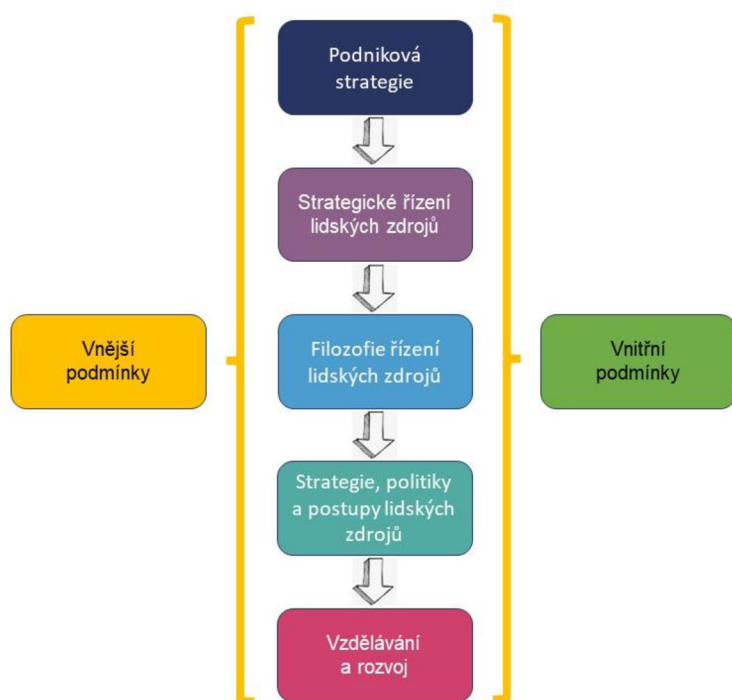 Podniková
strategie
Strategické řízení
lidských zdrojů
Vnější
podmínky
Filozofie řízení
lidských zdrojů
Vnitřní
podmínky
Strategie, politiky
a postupy lidských
zdrojů
Vzdělávání
a rozvoj